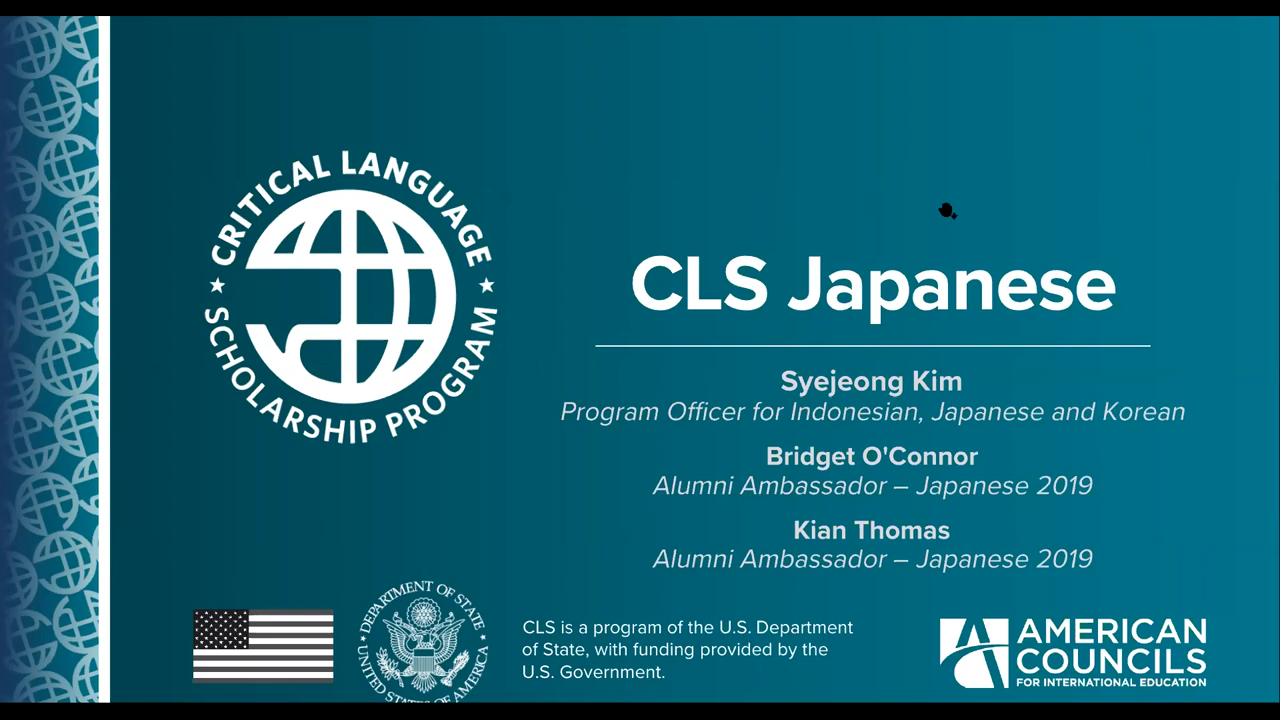 CRITICAL LANGUAGE
SCHOLARSHIP PROGRAM
CLS Japanese
Syejeong Kim
Program Officer for Indonesian, Japanese and Korean
Bridget O'Connor
Alumni Ambassador – Japanese 2019
Kian Thomas
Alumni Ambassador – Japanese 2019
DEPARTMENT OF STATE
UNITED STATES OF AMERICA
CLS is a program of the U.S. Department
of State, with funding provided by the
U.S. Government.
AMERICAN
COUNCILS
FOR INTERNATIONAL EDUCATION